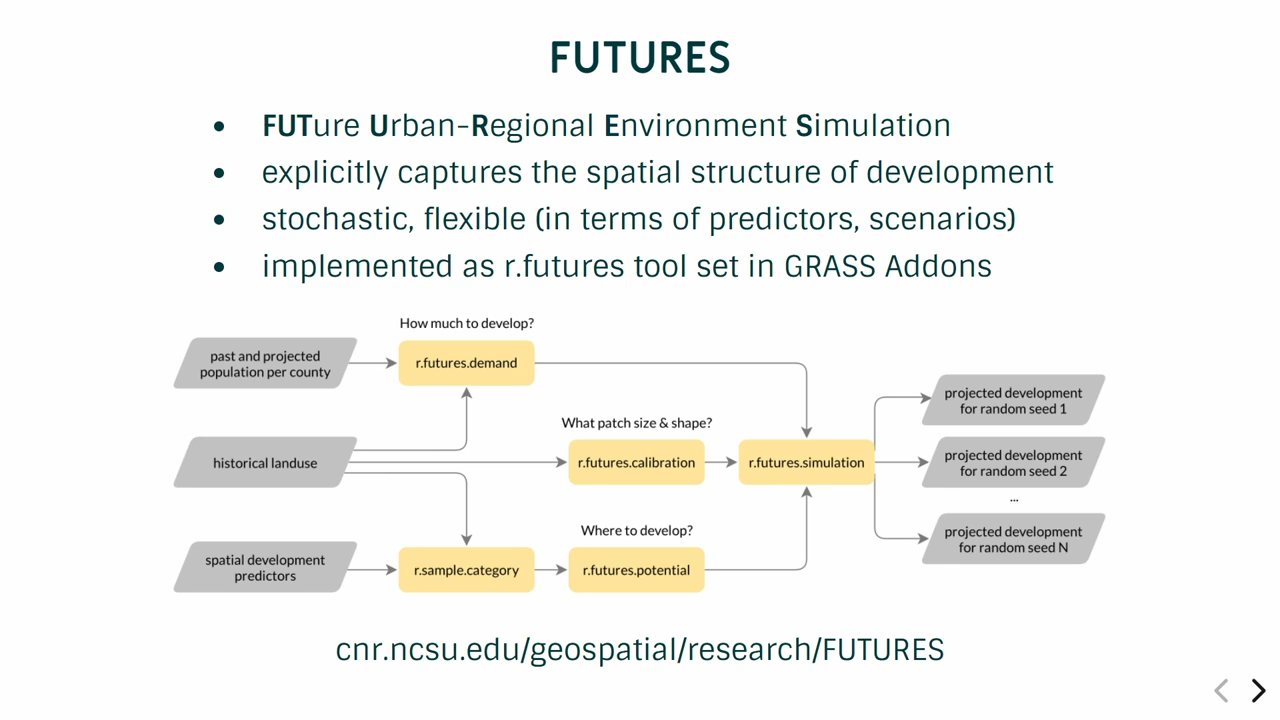 FUTURES
• FUTure Urban-Regional Environment Simulation
• explicitly captures the spatial structure of development
• stochastic, flexible (in terms of predictors, scenarios)
• implemented as r.futures tool set in GRASS Addons
How much to develop?
past and projected
population per county
r.futures.demand
projected development
for random seed 1
What patch size & shape?
historical landuse
r.futures.calibration
r.futures.simulation
projected development
for random seed 2
...
Where to develop?
projected development
for random seed N
spatial development
predictors
r.sample.category
r.futures.potential
cnr.ncsu.edu/geospatial/research/FUTURES